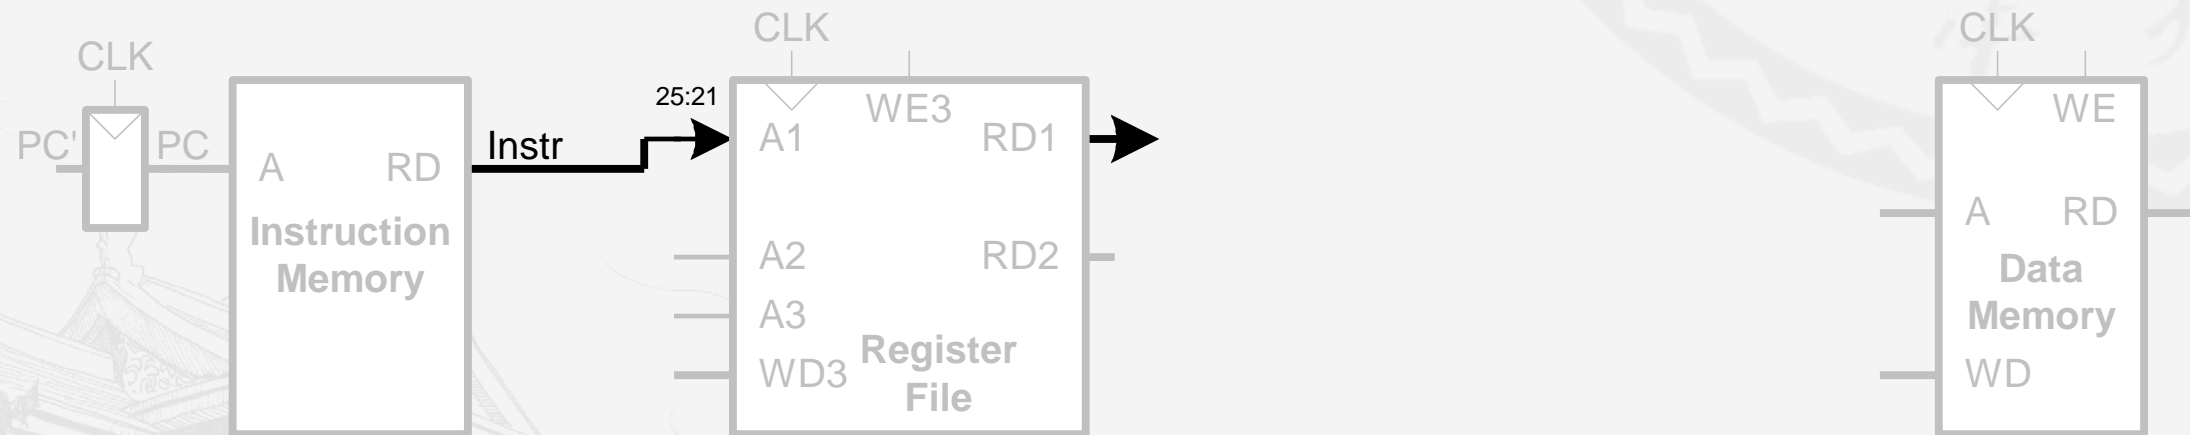 CLK
PC'
PC
A
RD
Instruction
Memory
Instr
25:21
CLK
WE3
A1
RD1
A2
RD2
A3
WD3
Register
File
CLK
WE
A
RD
Data
Memory
WD